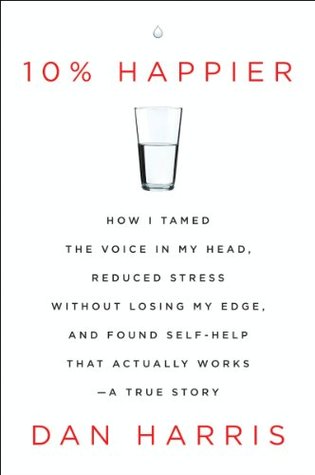 10% HAPPIER
HOW I TAMED
THE VOICE IN MY HEAD,
REDUCED STRESS
WITHOUT LOSING MY EDGE,
AND FOUND SELF-HELP
THAT ACTUALLY WORKS
—A TRUE STORY
DAN HARRIS